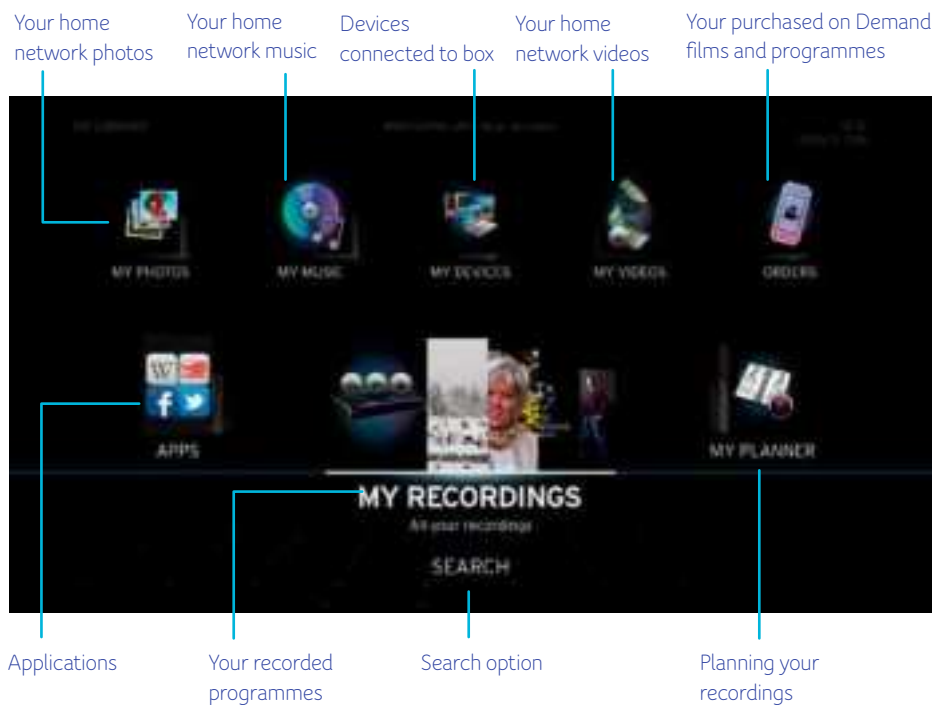 Your home
network photos
Your home
network music
Devices
connected to box
Your home
network videos
Your purchased on Demand
films and programmes
MY PHOTOS
MY MUSIC
MY DEVICES
MY VIDEOS
ORDERS
W
f
APPS
MY PLANNER
MY RECORDINGS
All your recordings
SEARCH
Applications
Your recorded
programmes
Search option
Planning your
recordings